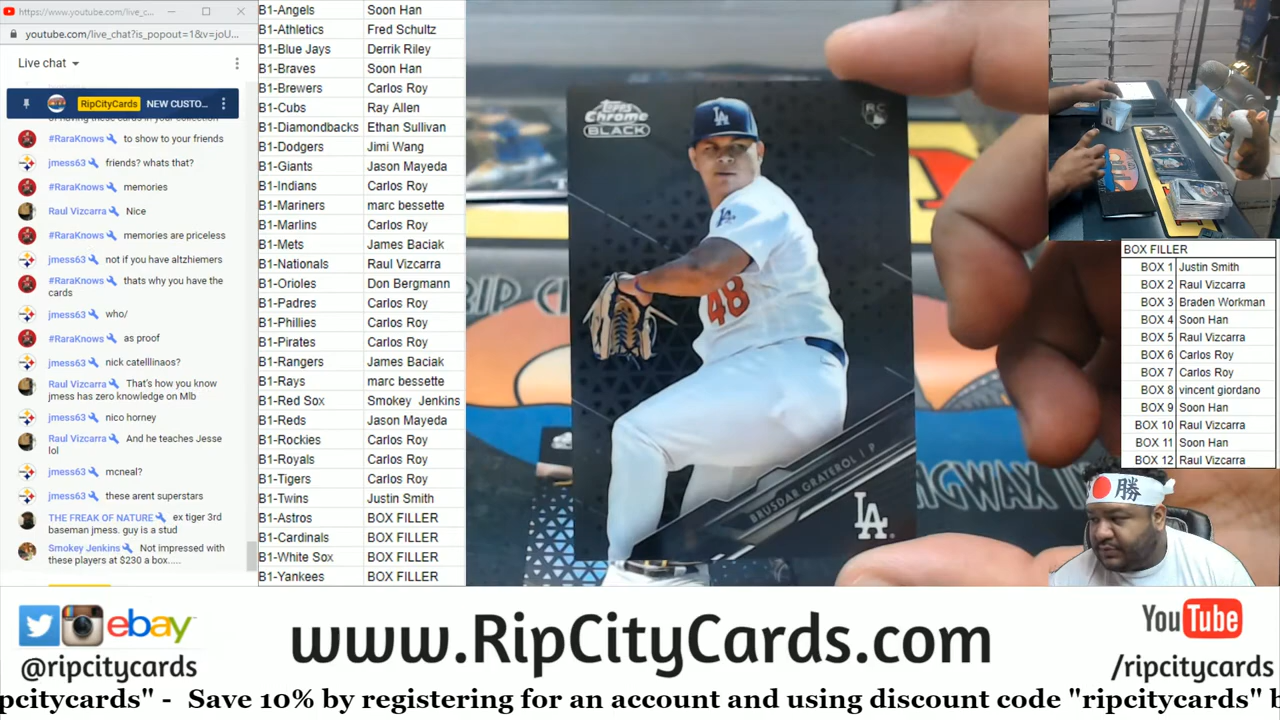 https://www.youtube.com/live_c...
youtube.com/live_chat?is_popout=1&v=joU...
Live chat
RipCityCards NEW CUSTO...
#RaraKnows to show to your friends
jmess63 friends? whats that?
#RaraKnows memories
Raul Vizcarra Nice
#RaraKnows memories are priceless
jmess63 not if you have altzhiemers
#RaraKnows thats why you have the
cards
jmess63 who/
#RaraKnows as proof
jmess63 nick catelllinaos?
Raul Vizcarra That's how you know
jmess has zero knowledge on Mlb
jmess63 nico horney
Raul Vizcarra And he teaches Jesse
lol
jmess63 mcneal?
jmess63 these arent superstars
THE FREAK OF NATURE ex tiger 3rd
baseman jmess. guy is a stud
Smokey Jenkins Not impressed with
these players at $230 a box.....
B1-Angels Soon Han
B1-Athletics Fred Schultz
B1-Blue Jays Derrik Riley
B1-Braves Soon Han
B1-Brewers Carlos Roy
B1-Cubs Ray Allen
B1-Diamondbacks Ethan Sullivan
B1-Dodgers Jimi Wang
B1-Giants Jason Mayeda
B1-Indians Carlos Roy
B1-Mariners marc bessette
B1-Marlins Carlos Roy
B1-Mets James Baciak
B1-Nationals Raul Vizcarra
B1-Orioles Don Bergmann
B1-Padres Carlos Roy
B1-Phillies Carlos Roy
B1-Pirates Carlos Roy
B1-Rangers James Baciak
B1-Rays marc bessette
B1-Red Sox Smokey Jenkins
B1-Reds Jason Mayeda
B1-Rockies Carlos Roy
B1-Royals Carlos Roy
B1-Tigers Carlos Roy
B1-Twins Justin Smith
B1-Astros BOX FILLER
B1-Cardinals BOX FILLER
B1-White Sox BOX FILLER
B1-Yankees BOX FILLER
Topps
Chrome
BLACK
RC
LA
LA
48
BRUSDAR GRATEROL | P
LA
BOX FILLER
BOX 1 Justin Smith
BOX 2 Raul Vizcarra
BOX 3 Braden Workman
BOX 4 Soon Han
BOX 5 Raul Vizcarra
BOX 6 Carlos Roy
BOX 7 Carlos Roy
BOX 8 vincent giordano
BOX 9 Soon Han
BOX 10 Raul Vizcarra
BOX 11 Soon Han
BOX 12 Raul Vizcarra
勝
ebay
@ripcitycards
www.RipCityCards.com
YouTube
/ripcitycards
pcitycards" - Save 10% by registering for an account and using discount code "ripcitycards" b